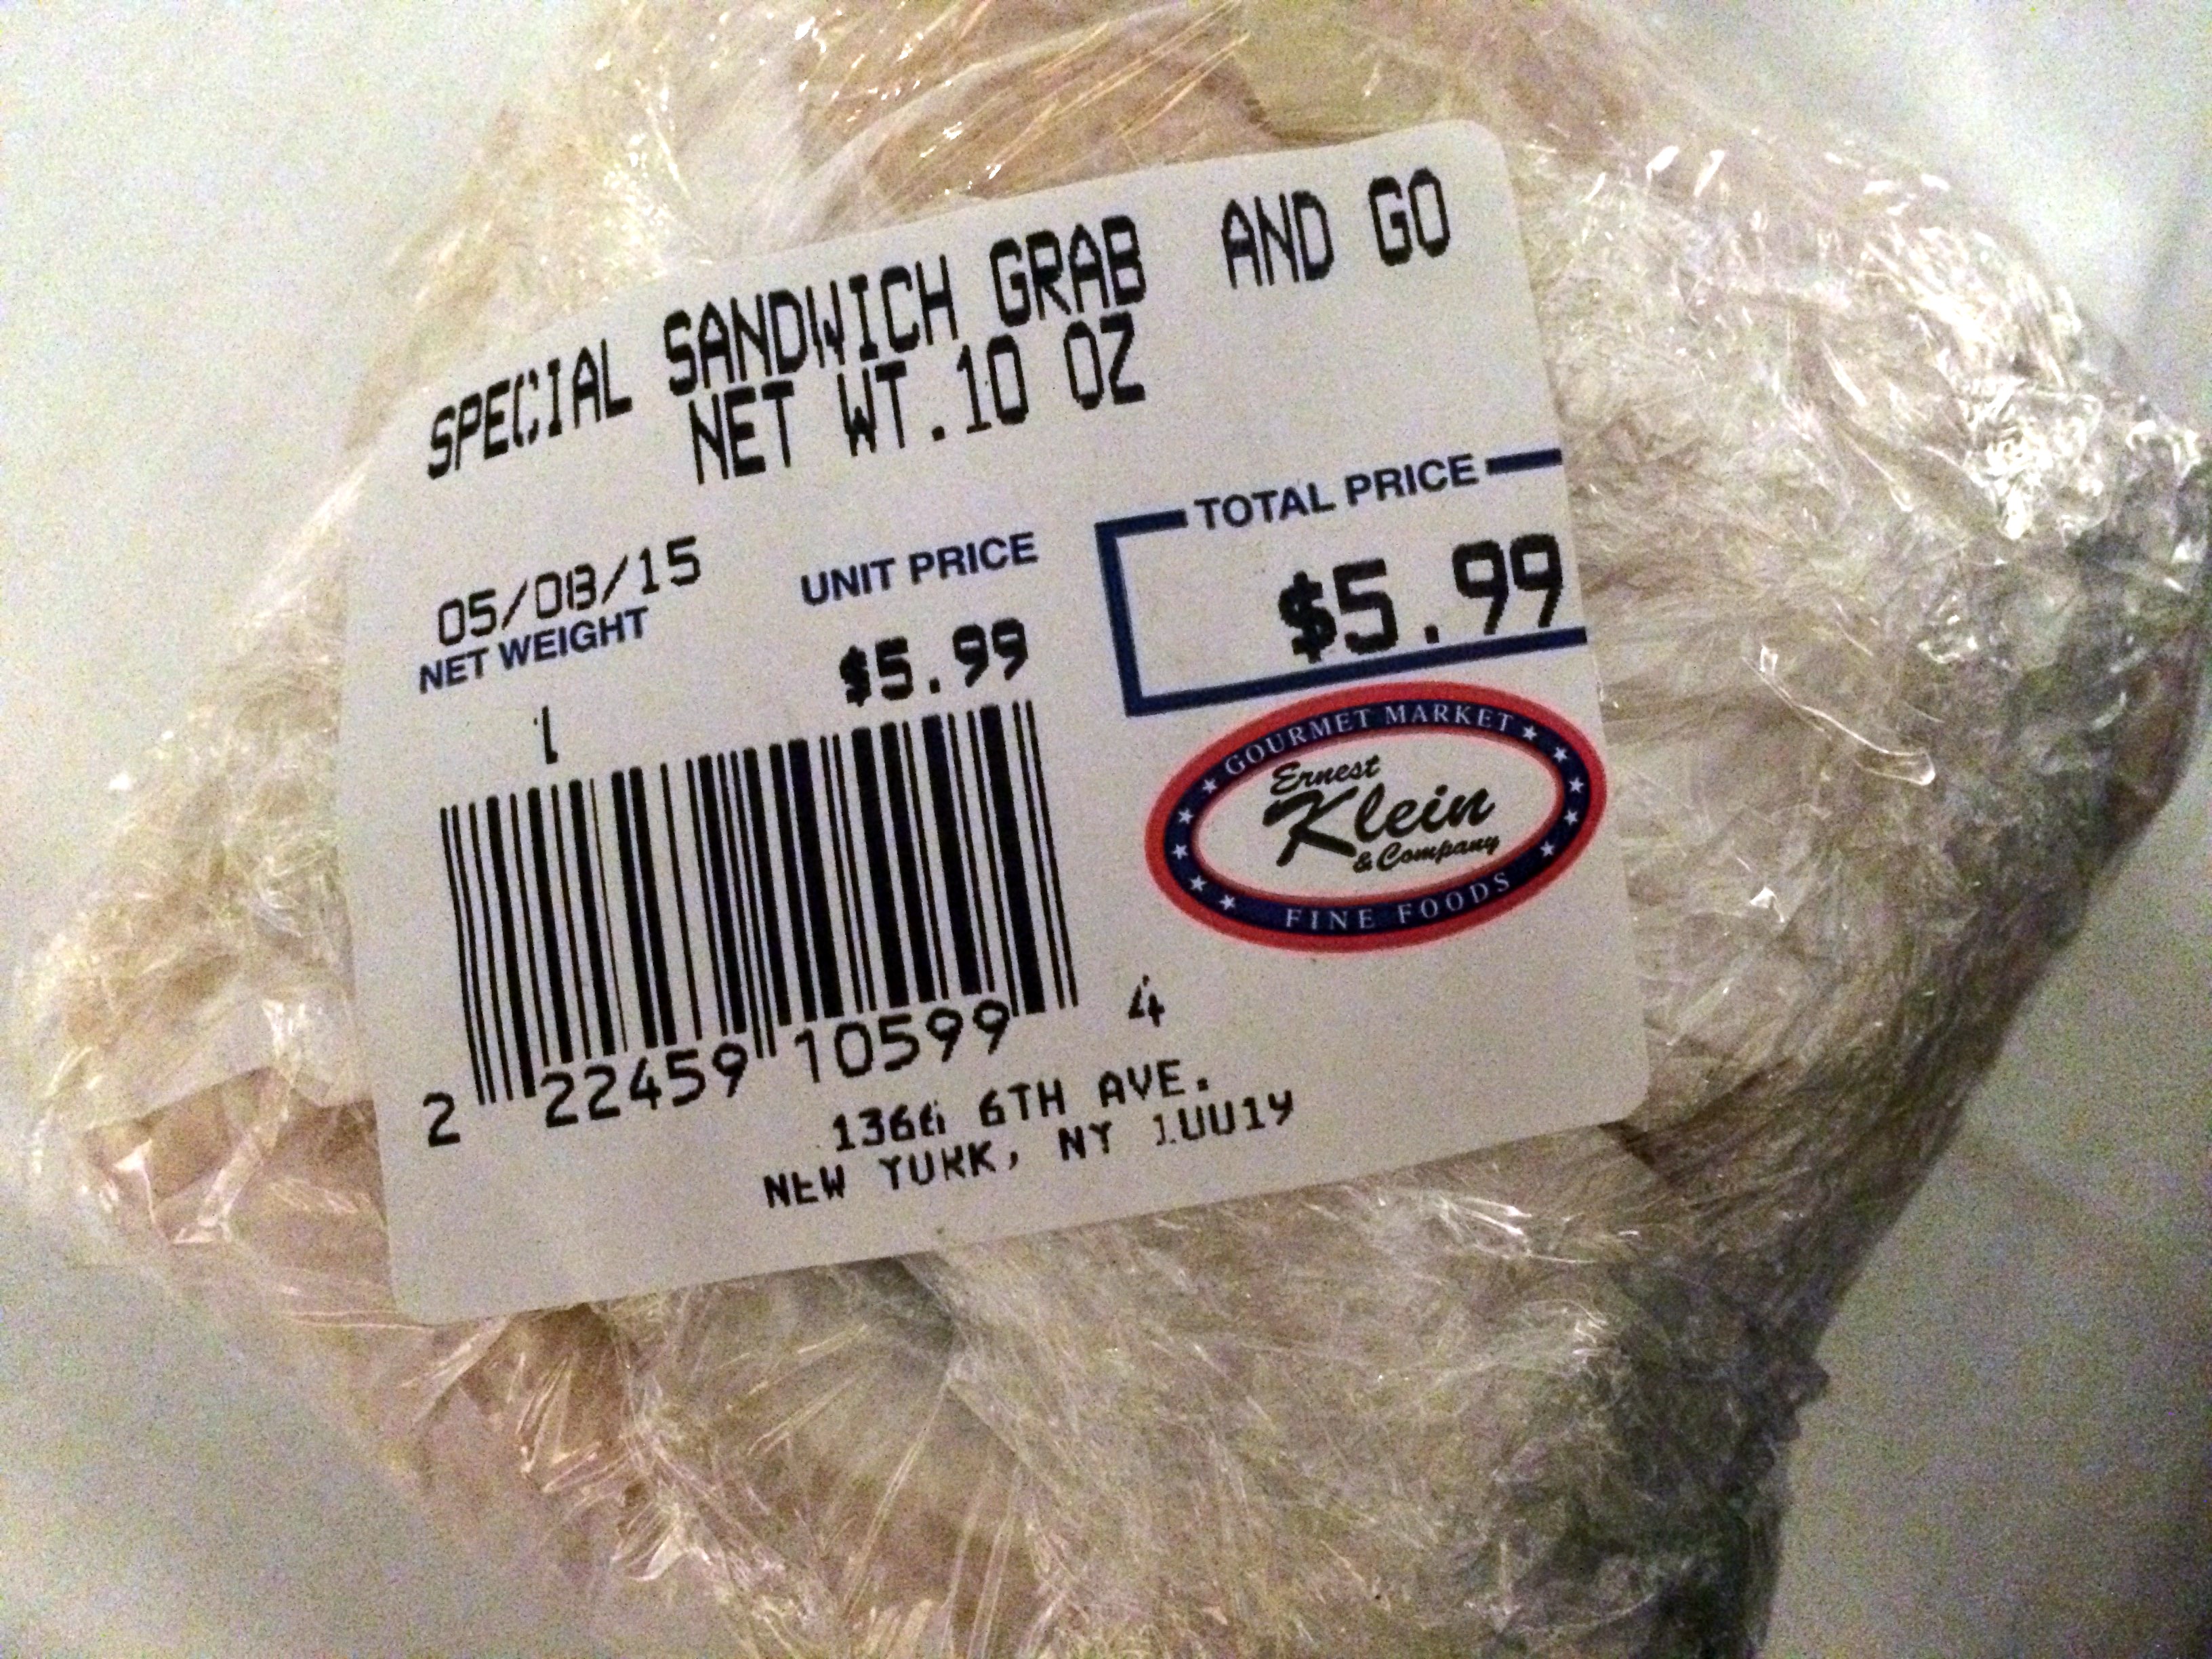 SPECIAL SANDWICH GRAB AND GO
NET WT.10 OZ
05/08/15
NET WEIGHT
1
UNIT PRICE
$5.99
TOTAL PRICE
$5.99
GOURMET MARKET
Ernest
Klein
& Company
FINE FOODS
2 22459 10599 4
1366 6TH AVE.
NEW YORK, NY 10019